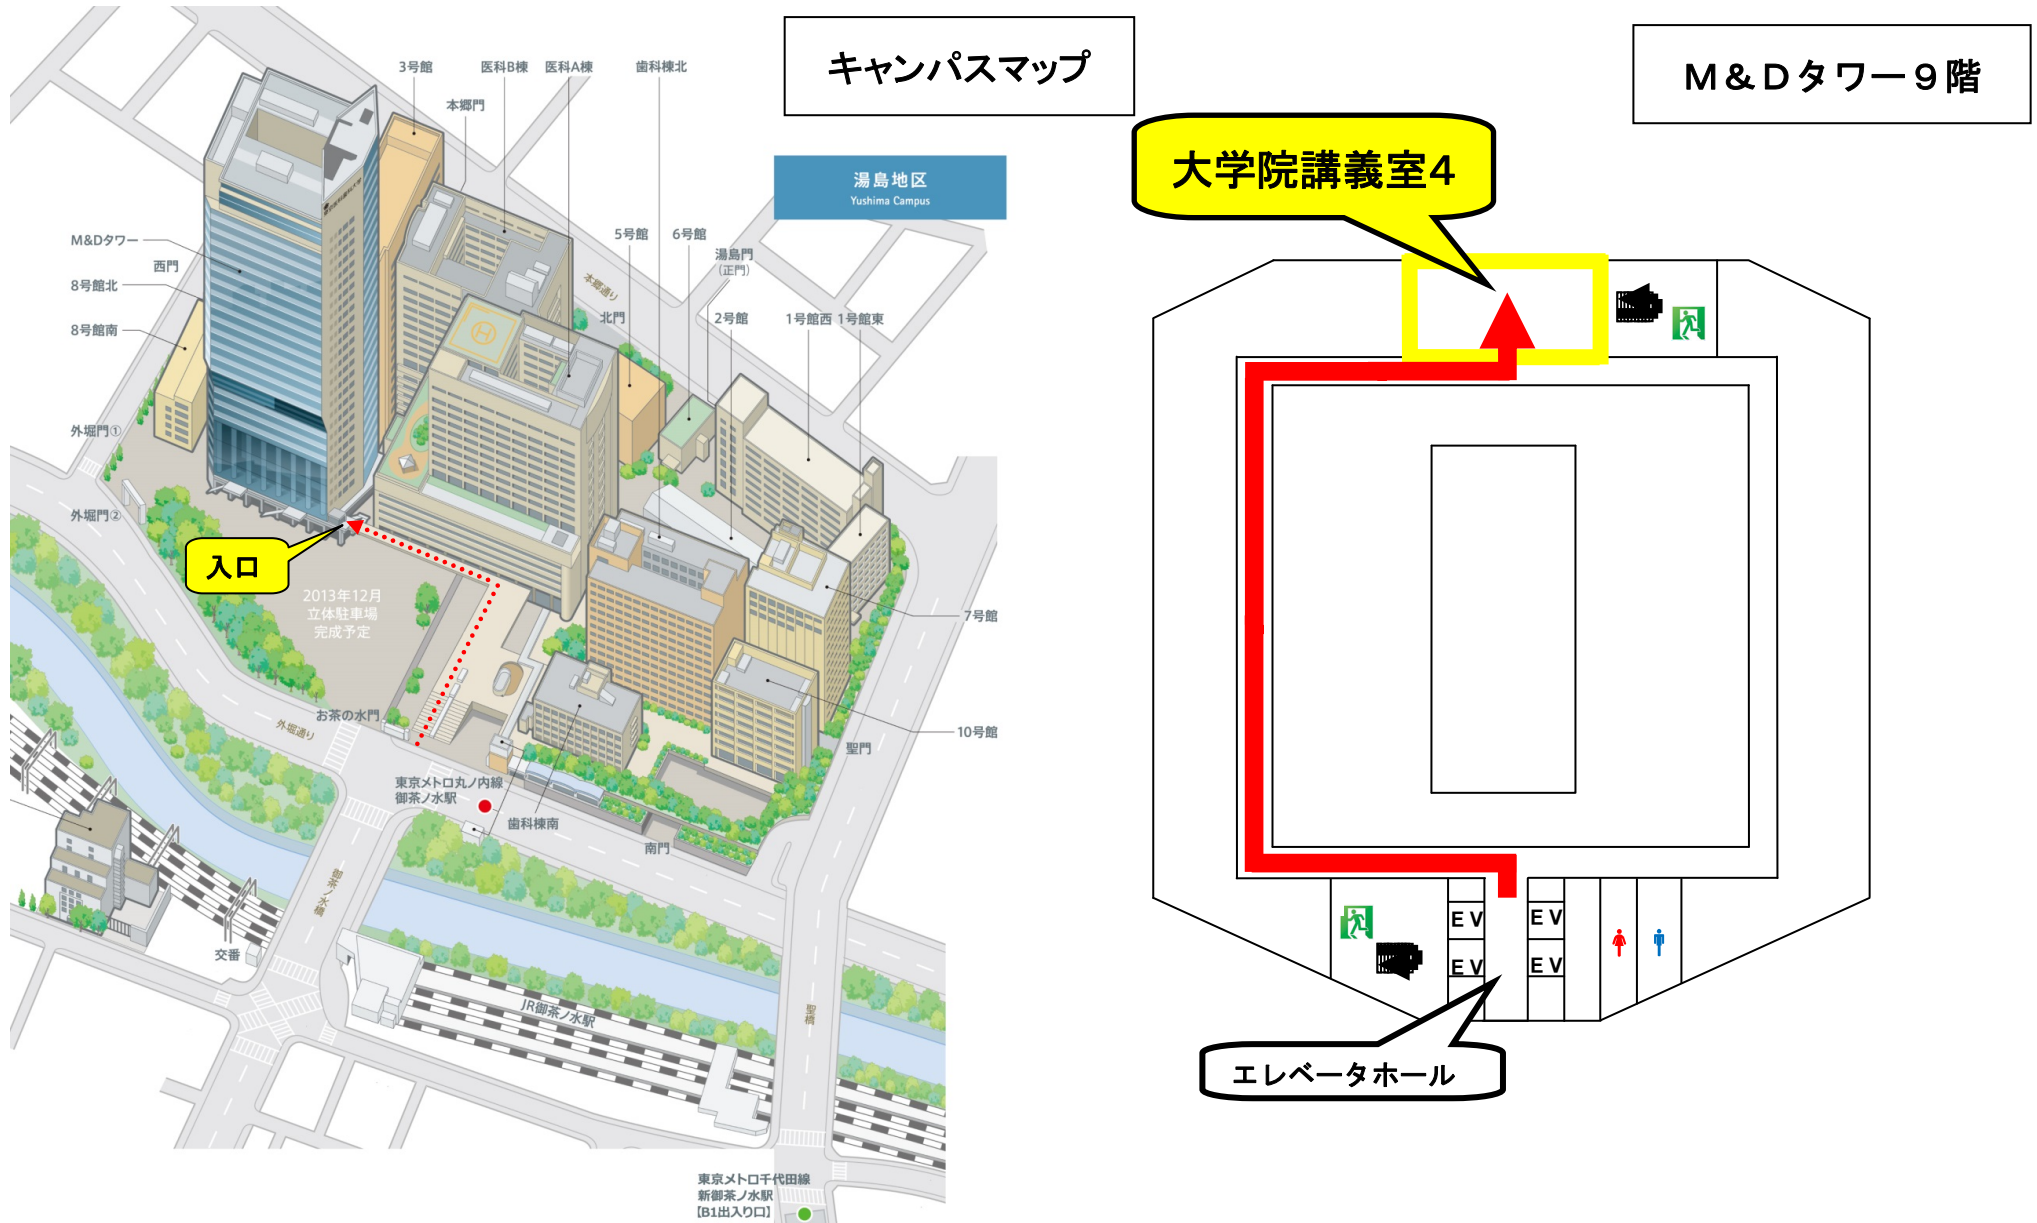 キャンパスマップ
M&Dタワー9階
湯島地区
Yushima Campus
3号館
医科B棟
医科A棟
歯科棟北
本郷門
M&Dタワー
西門
8号館北
8号館南
5号館
6号館
湯島門
(正門)
本郷通り
北門
2号館
1号館西
1号館東
外堀門①
外堀門②
入口
2013年12月
立体駐車場
完成予定
7号館
10号館
聖門
お茶の水門
外堀通り
東京メトロ丸ノ内線
御茶ノ水駅
歯科棟南
南門
御茶ノ水橋
交番
JR御茶ノ水駅
聖橋
東京メトロ千代田線
新御茶ノ水駅
【B1出入り口】
大学院講義室4
EV
EV
EV
EV
エレベータホール